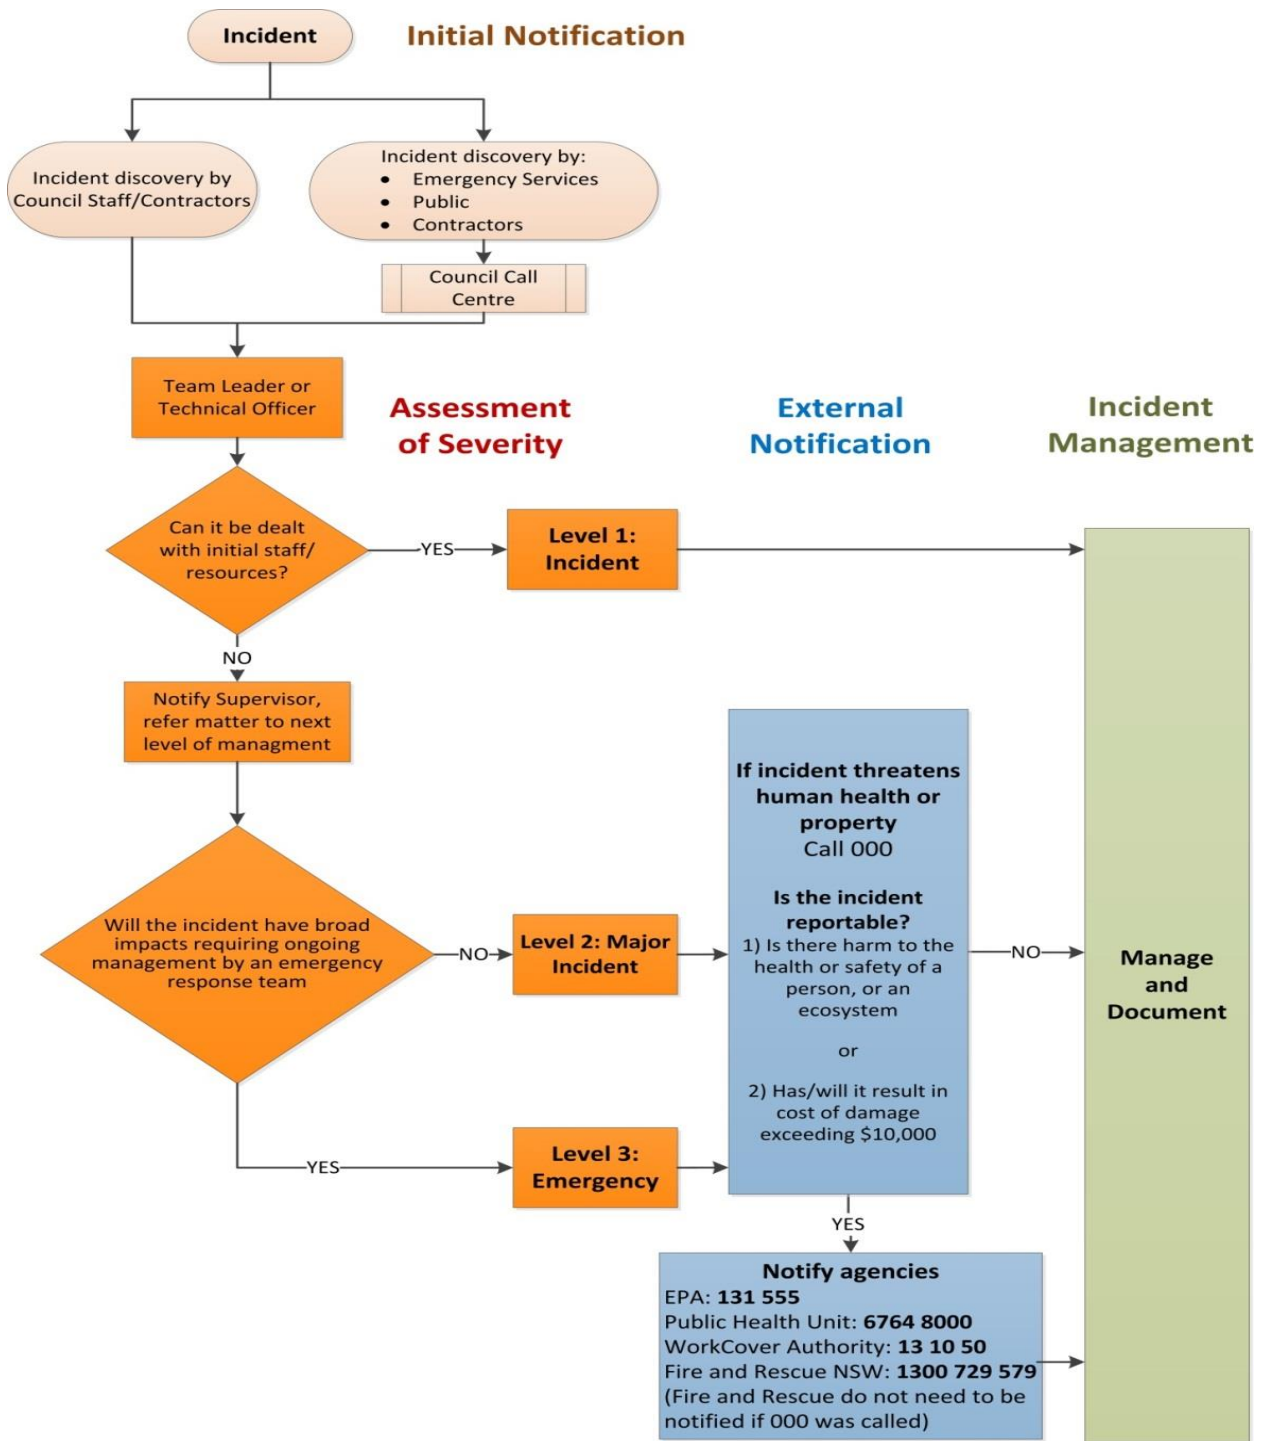 Incident
Initial Notification
Incident discovery by
Council Staff/Contractors
Incident discovery by:
• Emergency Services
• Public
• Contractors
Council Call
Centre
Team Leader or
Technical Officer
Assessment
of Severity
External
Notification
Incident
Management
Can it be dealt
with initial staff/
resources?
YES
Level 1:
Incident
NO
Notify Supervisor,
refer matter to next
level of managment
Will the incident have broad
impacts requiring ongoing
management by an emergency
response team
NO
Level 2: Major
Incident
YES
Level 3:
Emergency
If incident threatens
human health or
property
Call 000
Is the incident
reportable?
1) Is there harm to the
health or safety of a
person, or an
ecosystem
or
2) Has/will it result in
cost of damage
exceeding $10,000
NO
YES
Notify agencies
EPA: 131 555
Public Health Unit: 6764 8000
WorkCover Authority: 13 10 50
Fire and Rescue NSW: 1300 729 579
(Fire and Rescue do not need to be
notified if 000 was called)
Manage
and
Document